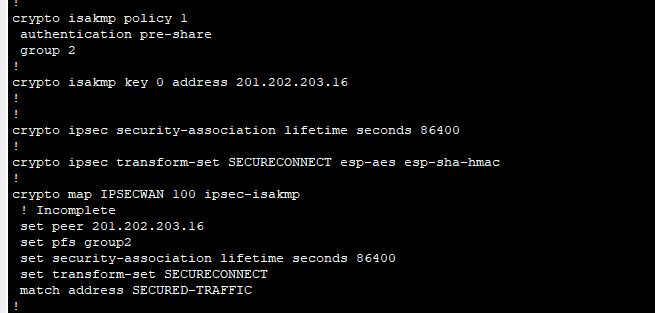 !
crypto isakmp policy 1
authentication pre-share
group 2
!
crypto isakmp key 0 address 201.202.203.16
!
!
crypto ipsec security-association lifetime seconds 86400
!
crypto ipsec transform-set SECURECONNECT esp-aes esp-sha-hmac
!
crypto map IPSECWAN 100 ipsec-isakmp
! Incomplete
set peer 201.202.203.16
set pfs group2
set security-association lifetime seconds 86400
set transform-set SECURECONNECT
match address SECURED-TRAFFIC
!